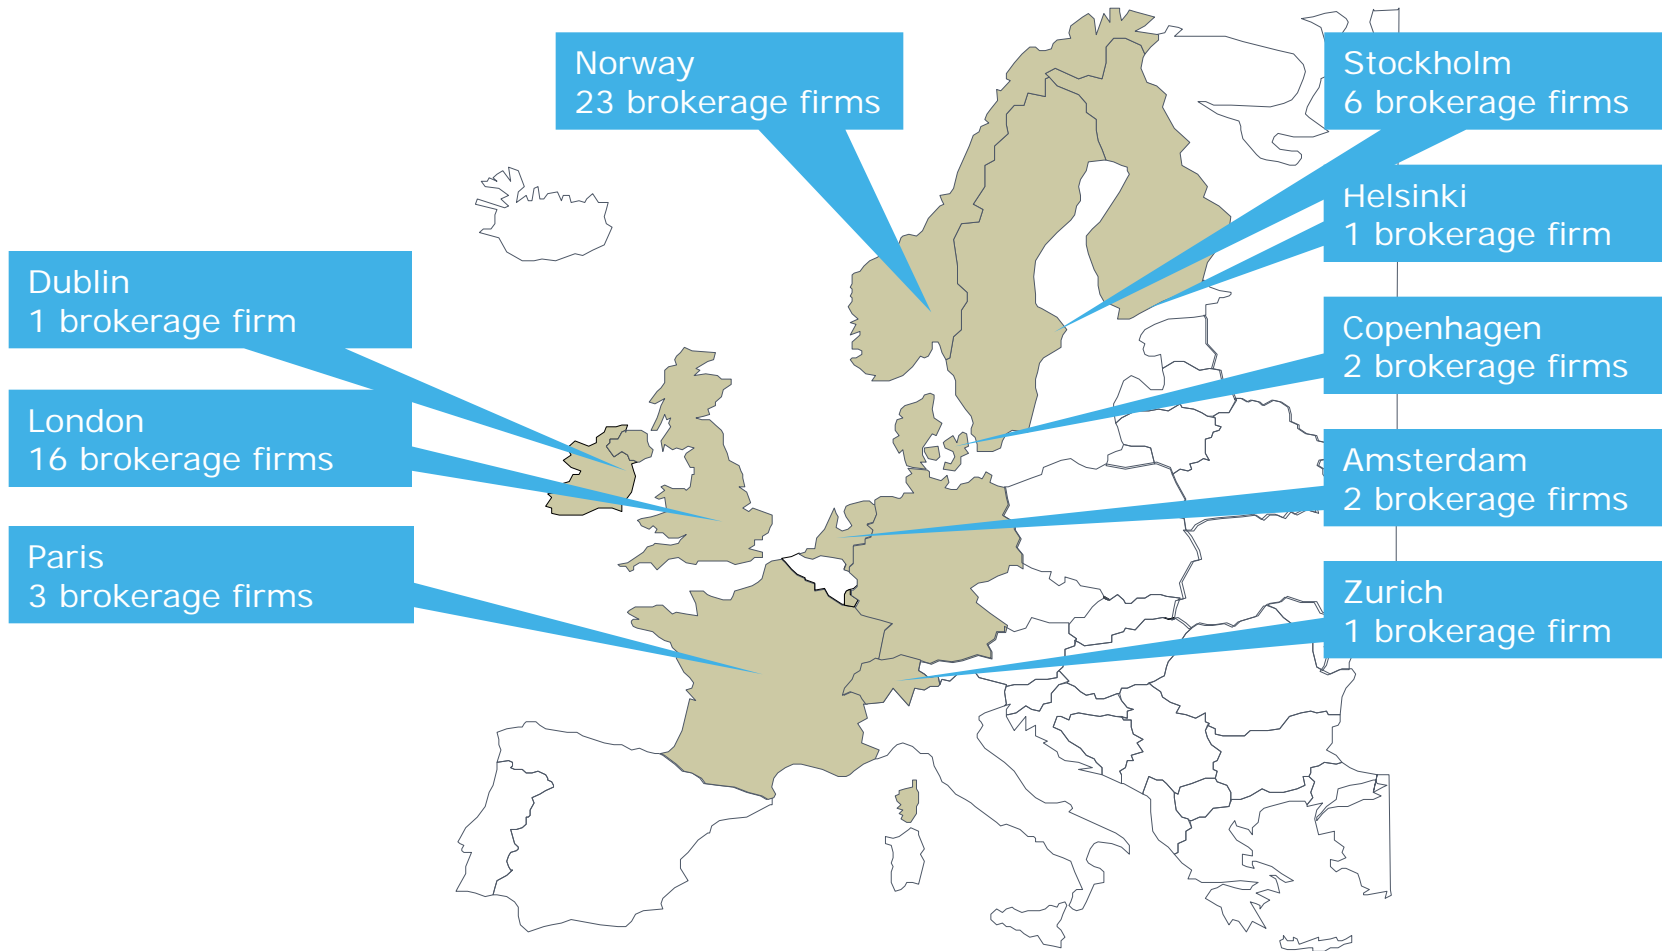 Norway
23 brokerage firms
Stockholm
6 brokerage firms
Helsinki
1 brokerage firm
Dublin
1 brokerage firm
Copenhagen
2 brokerage firms
London
16 brokerage firms
Amsterdam
2 brokerage firms
Paris
3 brokerage firms
Zurich
1 brokerage firm